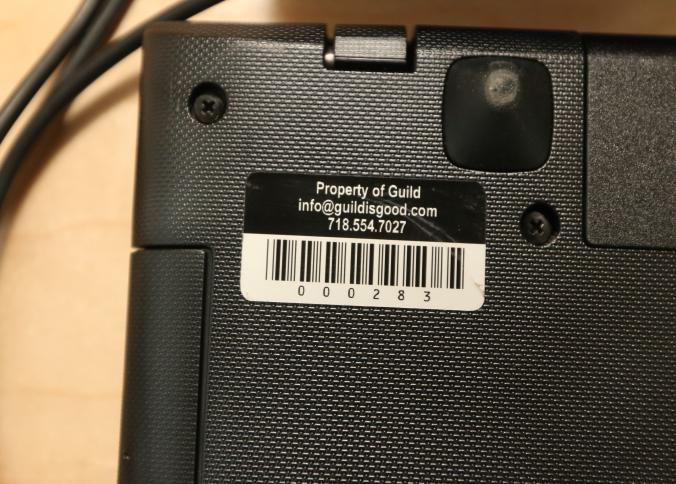 Property of Guild
info@guildisgood.com
718.554.7027
000283